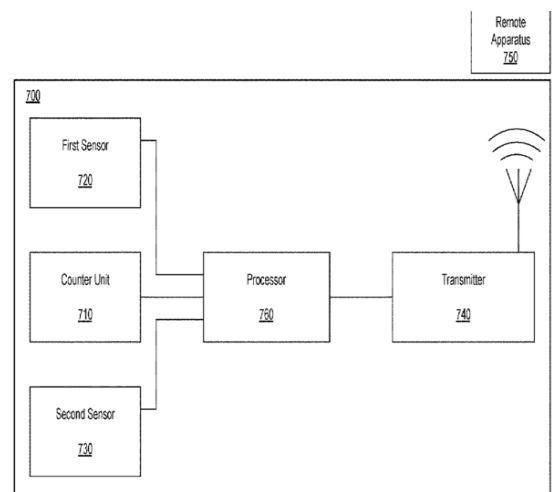 Remote
Apparatus
750
700
First Sensor
720
Counter Unit
710
Processor
760
Transmitter
740
Second Sensor
730